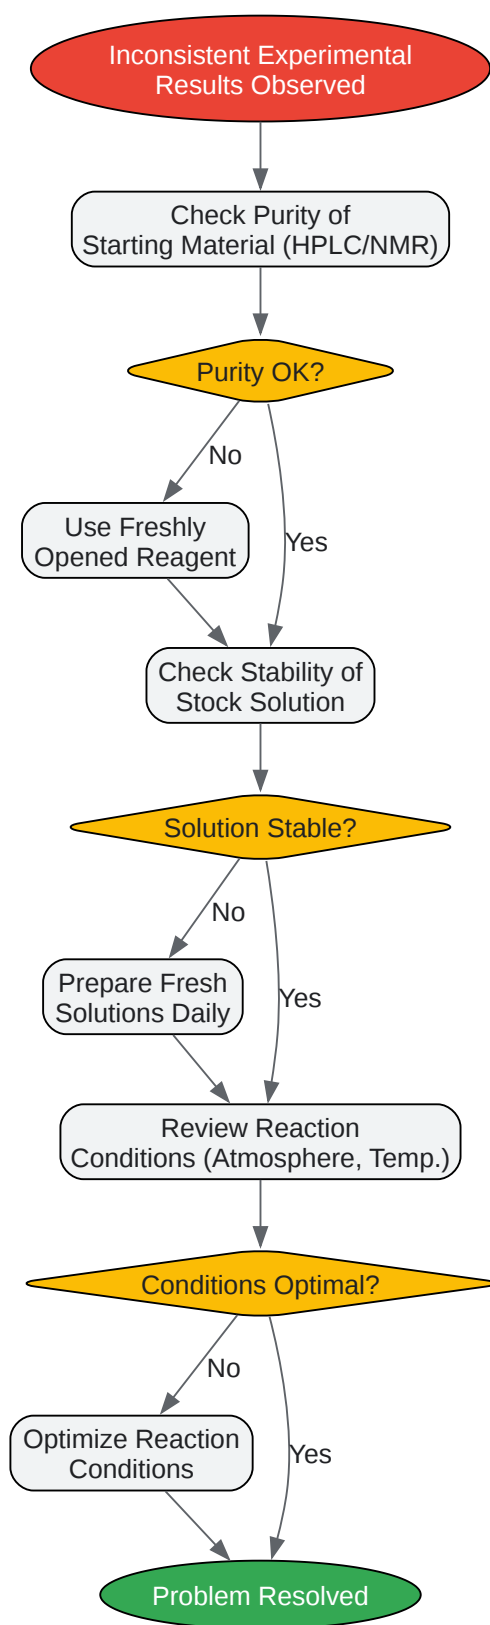 Inconsistent Experimental
Results Observed
Check Purity of
Starting Material (HPLC/NMR)
Purity OK?
No
Yes
Use Freshly
Opened Reagent
Check Stability of
Stock Solution
Solution Stable?
No
Yes
Prepare Fresh
Solutions Daily
Review Reaction
Conditions (Atmosphere, Temp.)
Conditions Optimal?
No
Yes
Optimize Reaction
Conditions
Problem Resolved